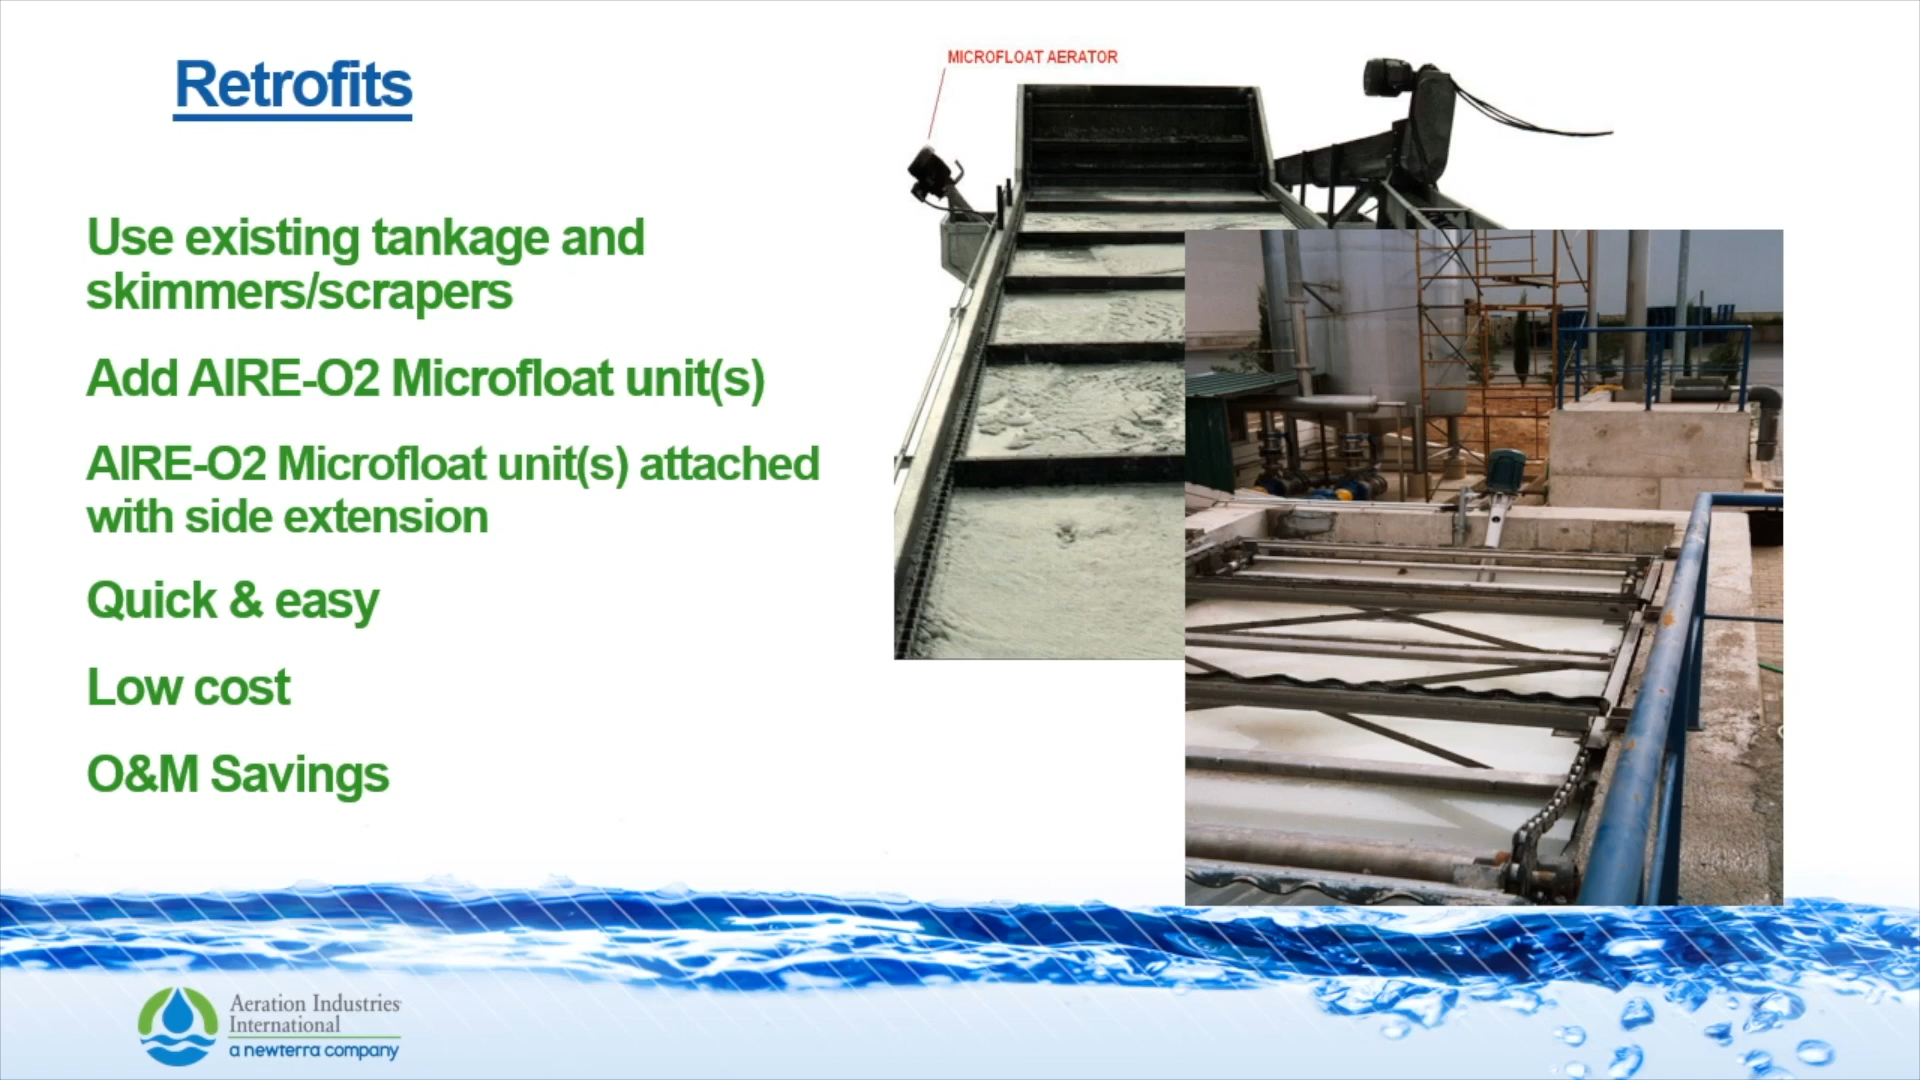 Retrofits
MICROFLOAT AERATOR
Use existing tankage and
skimmers/scrapers
Add AIRE-O2 Microfloat unit(s)
AIRE-O2 Microfloat unit(s) attached
with side extension
Quick & easy
Low cost
O&M Savings
Aeration Industries
International
a newterra company